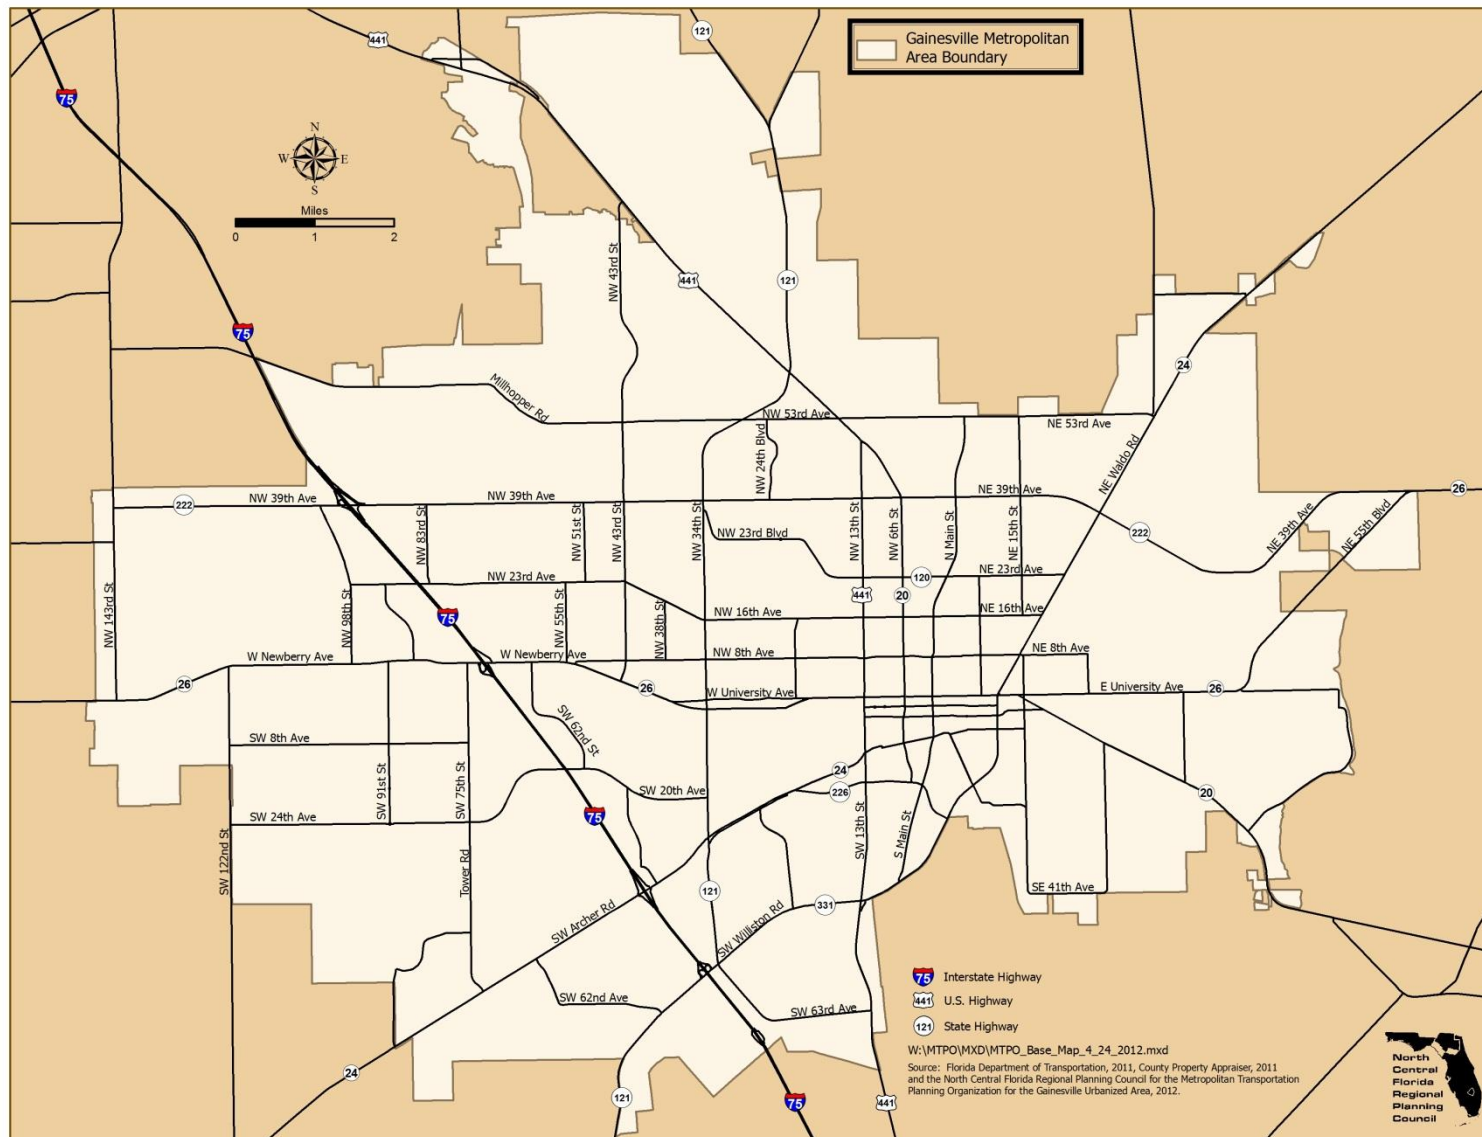 441
121
Gainesville Metropolitan
Area Boundary
75
N
W
E
S
Miles
0
1
2
NW 43rd St
441
121
75
24
Millhopper Rd
NW 53rd Ave
NE 53rd Ave
NW 24th Blvd
NE Waldo Rd
222
NW 39th Ave
NW 39th Ave
NE 39th Ave
26
NW 83rd St
NW 51st St
NW 43rd St
NW 34th St
NW 23rd Blvd
NW 13th St
NW 6th St
N Main St
NE 15th St
222
NE 39th Ave
NE 55th Blvd
NW 143rd St
NW 98th St
NW 23rd Ave
120
NE 23rd Ave
75
NW 55th St
NW 38th St
441
20
NW 16th Ave
NE 16th Ave
W Newberry Ave
W Newberry Ave
NW 8th Ave
NE 8th Ave
26
26
W University Ave
E University Ave
26
SW 62nd St
SW 8th Ave
SW 91st St
SW 75th St
24
SW 20th Ave
226
20
SW 24th Ave
75
SW 122nd St
Tower Rd
SW 13th St
S Main St
121
SE 41th Ave
SW Archer Rd
SW Williston Rd
331
SW 62nd Ave
SW 63rd Ave
75
Interstate Highway
441
U.S. Highway
121
State Highway
W:\MTPO\MXD\MTPO_Base_Map_4_24_2012.mxd
Source: Florida Department of Transportation, 2011, County Property Appraiser, 2011
and the North Central Florida Regional Planning Council for the Metropolitan Transportation
Planning Organization for the Gainesville Urbanized Area, 2012.
24
121
75
441
North
Central
Florida
Regional
Planning
Council